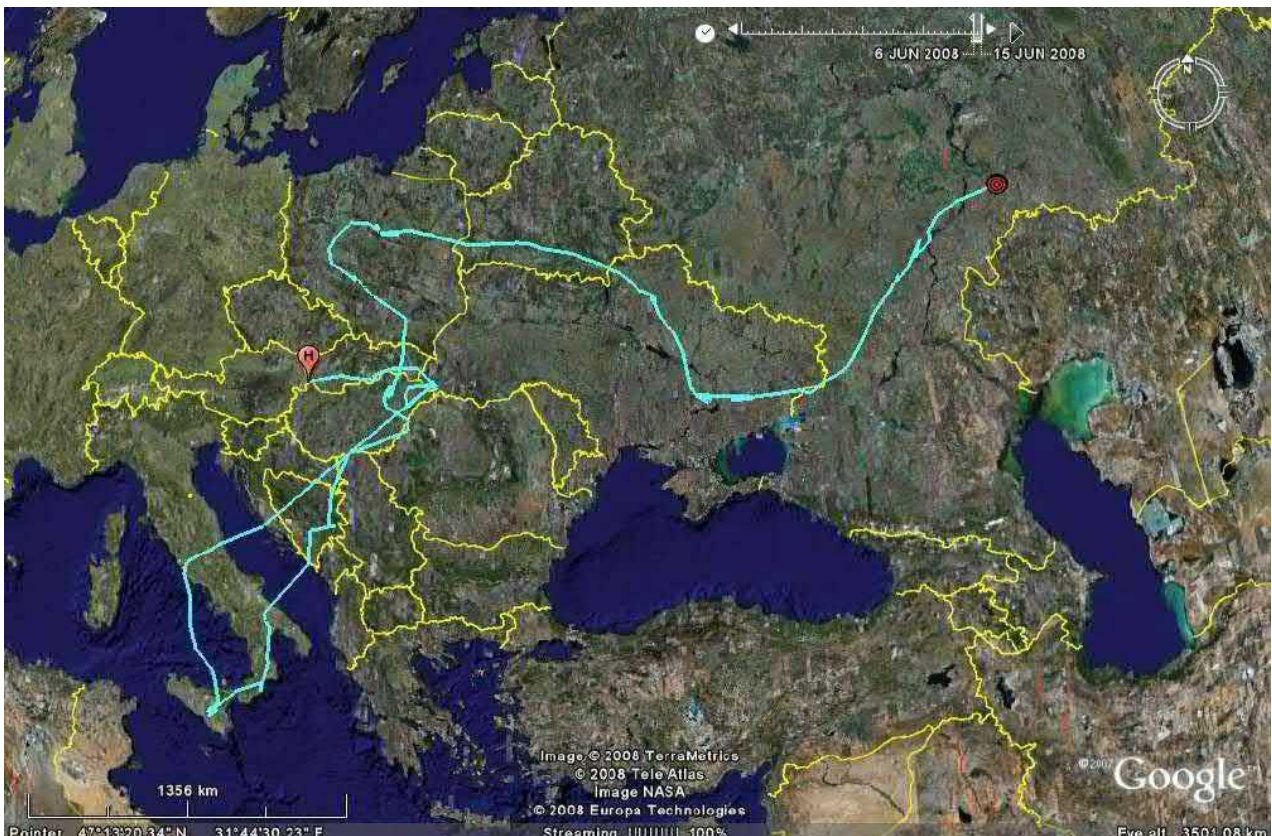 6 JUN 2008
15 JUN 2008
N
H
Image © 2008 TerraMetrics
© 2008 Tele Atlas
Image NASA
© 2008 Europa Technologies
©2007 Google™
1356 km
Pointer 47°13'20.34" N 31°44'30.23" E
Streaming 100%
Eye alt 3501.08 km